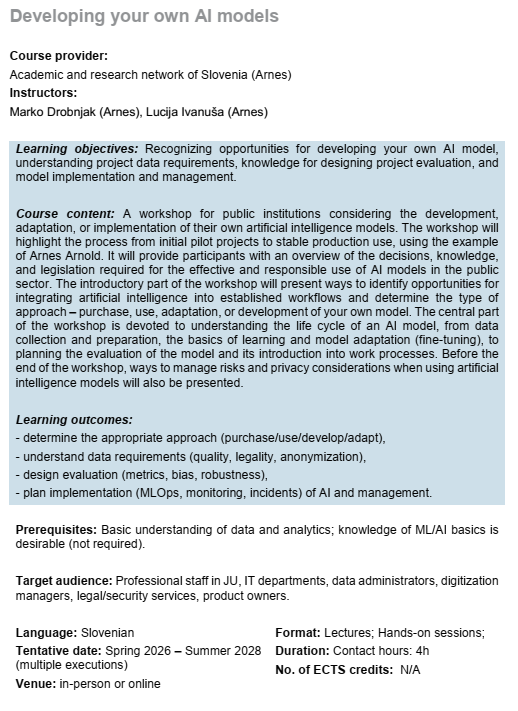 Developing your own AI models
Course provider:
Academic and research network of Slovenia (Arnes)
Instructors:
Marko Drobnjak (Arnes), Lucija Ivanuša (Arnes)
Learning objectives: Recognizing opportunities for developing your own AI model,
understanding project data requirements, knowledge for designing project evaluation, and
model implementation and management.
Course content: A workshop for public institutions considering the development,
adaptation, or implementation of their own artificial intelligence models. The workshop will
highlight the process from initial pilot projects to stable production use, using the example
of Arnes Arnold. It will provide participants with an overview of the decisions, knowledge,
and legislation required for the effective and responsible use of AI models in the public
sector. The introductory part of the workshop will present ways to identify opportunities for
integrating artificial intelligence into established workflows and determine the type of
approach – purchase, use, adaptation, or development of your own model. The central part
of the workshop is devoted to understanding the life cycle of an AI model, from data
collection and preparation, the basics of learning and model adaptation (fine-tuning), to
planning the evaluation of the model and its introduction into work processes. Before the
end of the workshop, ways to manage risks and privacy considerations when using artificial
intelligence models will also be presented.
Learning outcomes:
- determine the appropriate approach (purchase/use/develop/adapt),
- understand data requirements (quality, legality, anonymization),
- design evaluation (metrics, bias, robustness),
- plan implementation (MLOps, monitoring, incidents) of AI and management.
Prerequisites: Basic understanding of data and analytics; knowledge of ML/AI basics is
desirable (not required).
Target audience: Professional staff in JU, IT departments, data administrators, digitization
managers, legal/security services, product owners.
Language: Slovenian
Tentative date: Spring 2026 – Summer 2028
(multiple executions)
Venue: in-person or online
Format: Lectures; Hands-on sessions;
Duration: Contact hours: 4h
No. of ECTS credits: N/A